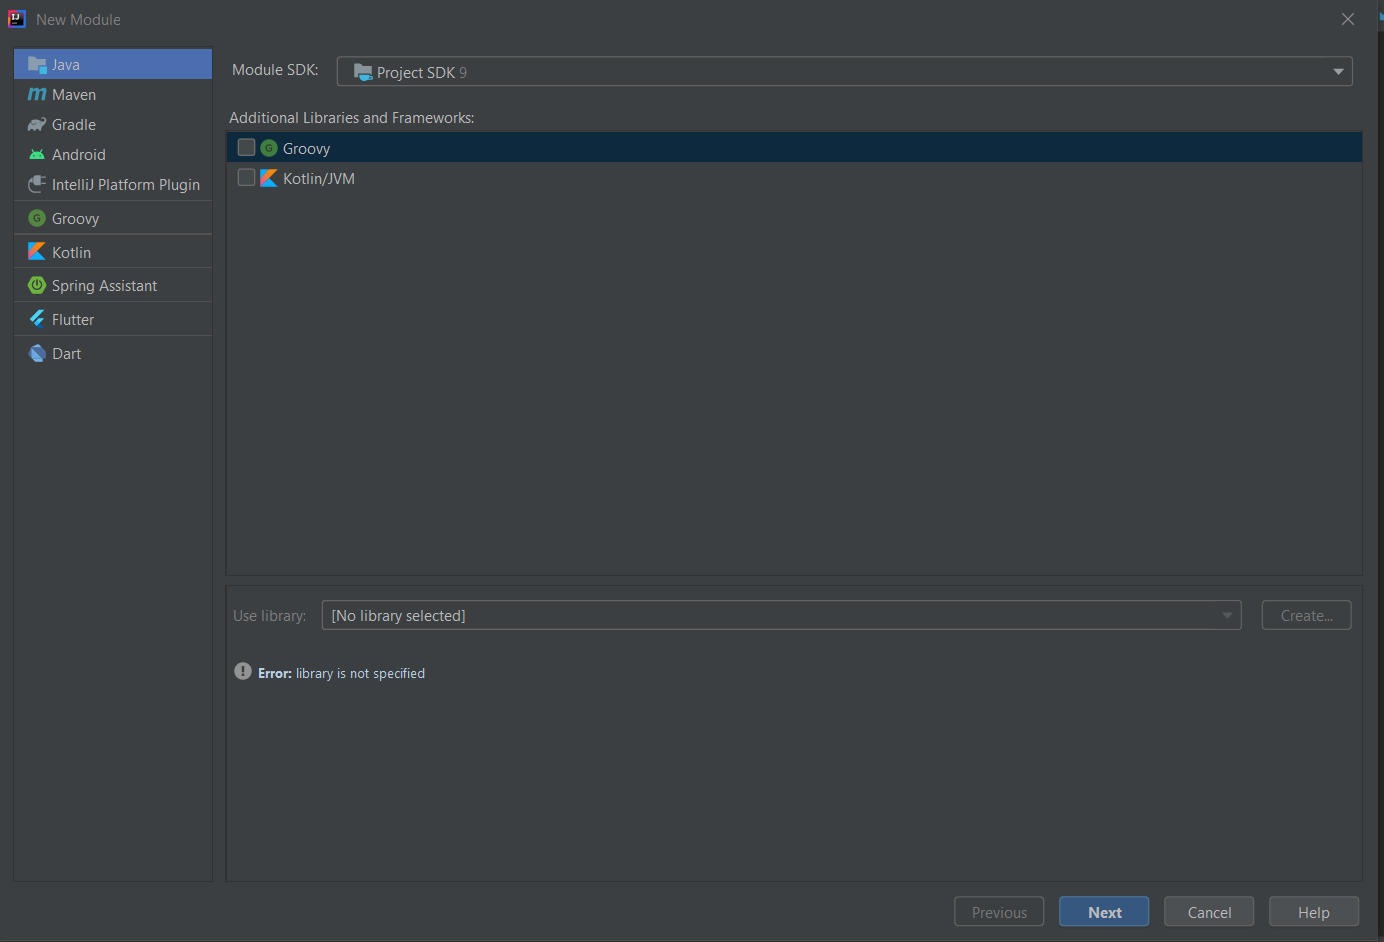 New Module
Java
Maven
Gradle
Android
IntelliJ Platform Plugin
Groovy
Kotlin
Spring Assistant
Flutter
Dart
Module SDK: Project SDK 9
Additional Libraries and Frameworks:
Groovy
Kotlin/JVM
Use library: [No library selected] Create...
Error: library is not specified
Previous Next Cancel Help